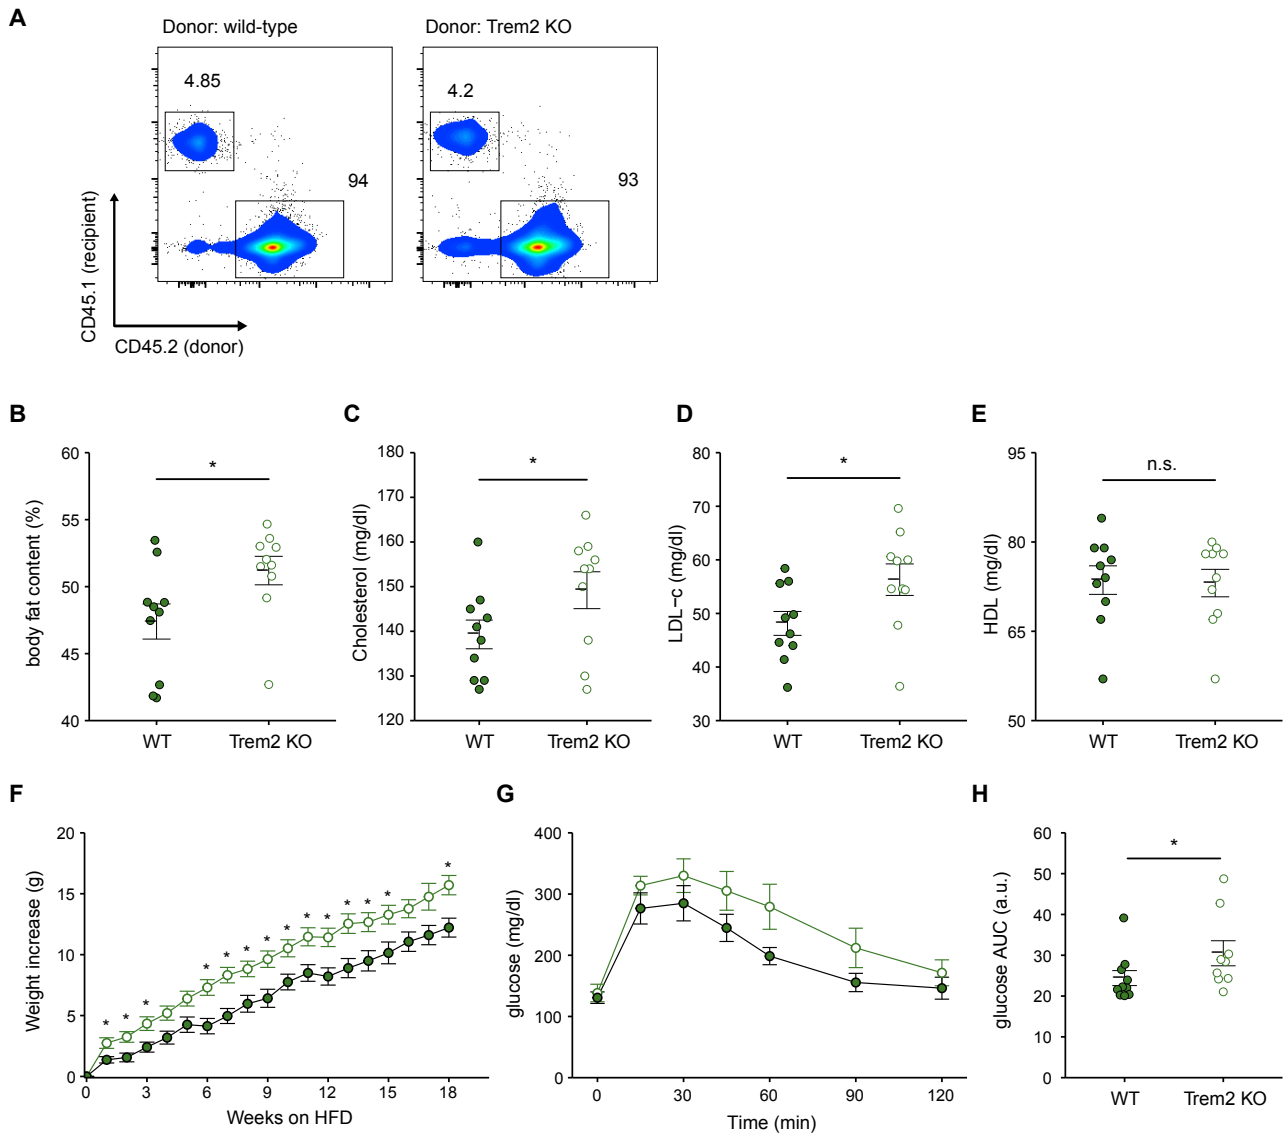 A
Donor: wild-type
Donor: Trem2 KO
4.85
94
4.2
93
CD45.1 (recipient)
CD45.2 (donor)
B
body fat content (%)
60
55
50
45
40
*
WT
Trem2 KO
C
Cholesterol (mg/dl)
180
170
160
150
140
130
120
*
WT
Trem2 KO
D
LDL−c (mg/dl)
80
70
60
50
40
30
*
WT
Trem2 KO
E
HDL (mg/dl)
95
80
65
50
n.s.
WT
Trem2 KO
F
Weight increase (g)
20
15
10
5
0
* * * * * * * * * * * * * *
0 3 6 9 12 15 18
Weeks on HFD
G
glucose (mg/dl)
400
300
200
100
0
0 30 60 90 120
Time (min)
H
glucose AUC (a.u.)
60
50
40
30
20
10
0
*
WT
Trem2 KO